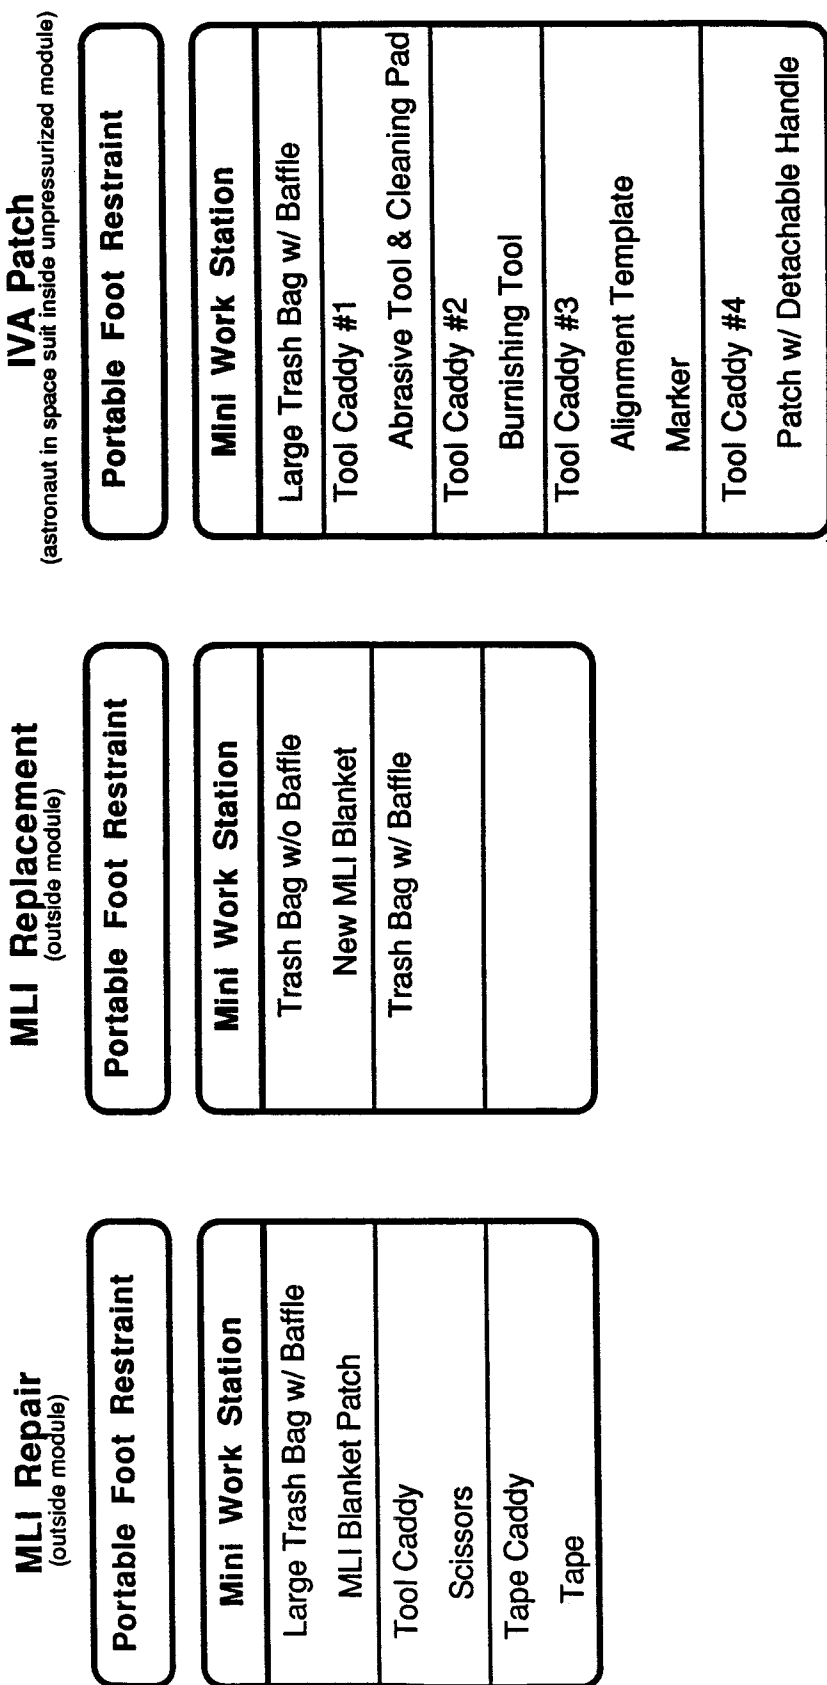 MLI Repair
(outside module)
Portable Foot Restraint
Mini Work Station
Large Trash Bag w/ Baffle
MLI Blanket Patch
Tool Caddy
Scissors
Tape Caddy
Tape
MLI Replacement
(outside module)
Portable Foot Restraint
Mini Work Station
Trash Bag w/o Baffle
New MLI Blanket
Trash Bag w/ Baffle
IVA Patch
(astronaut in space suit inside unpressurized module)
Portable Foot Restraint
Mini Work Station
Large Trash Bag w/ Baffle
Tool Caddy #1
Abrasive Tool & Cleaning Pad
Tool Caddy #2
Burnishing Tool
Tool Caddy #3
Alignment Template
Marker
Tool Caddy #4
Patch w/ Detachable Handle